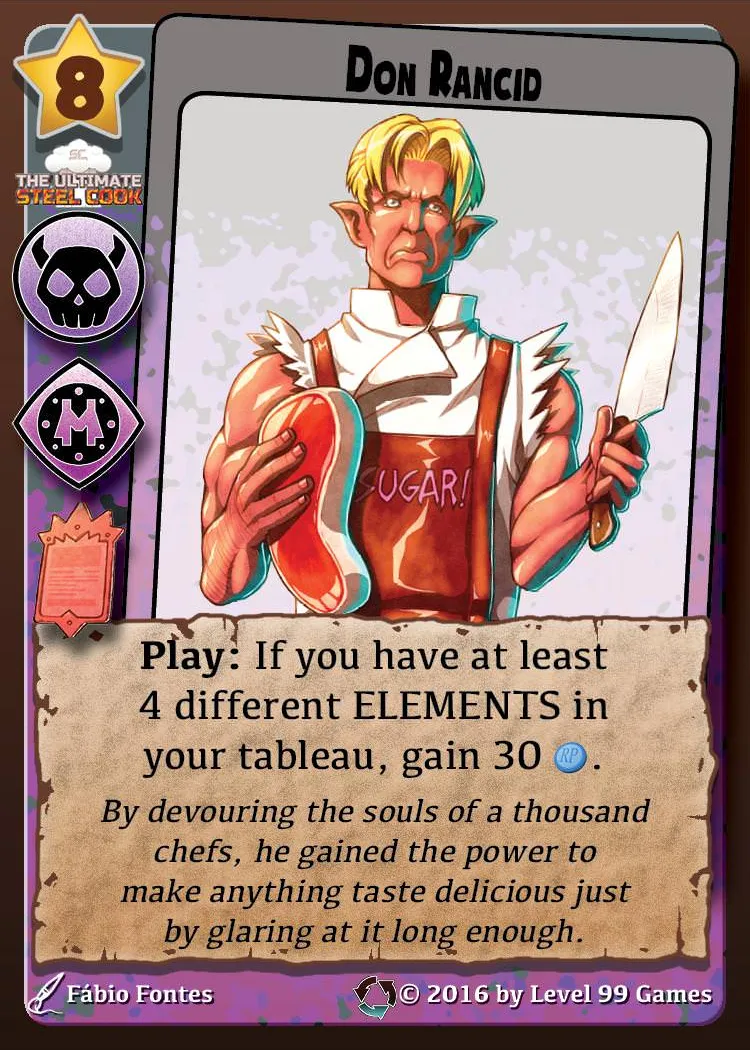 8
DON RANCID
SC
THE ULTIMATE
STEEL COOK
M
SUGAR!
Play: If you have at least
4 different ELEMENTS in
your tableau, gain 30 RP.
By devouring the souls of a thousand
chefs, he gained the power to
make anything taste delicious just
by glaring at it long enough.
Fábio Fontes
© 2016 by Level 99 Games